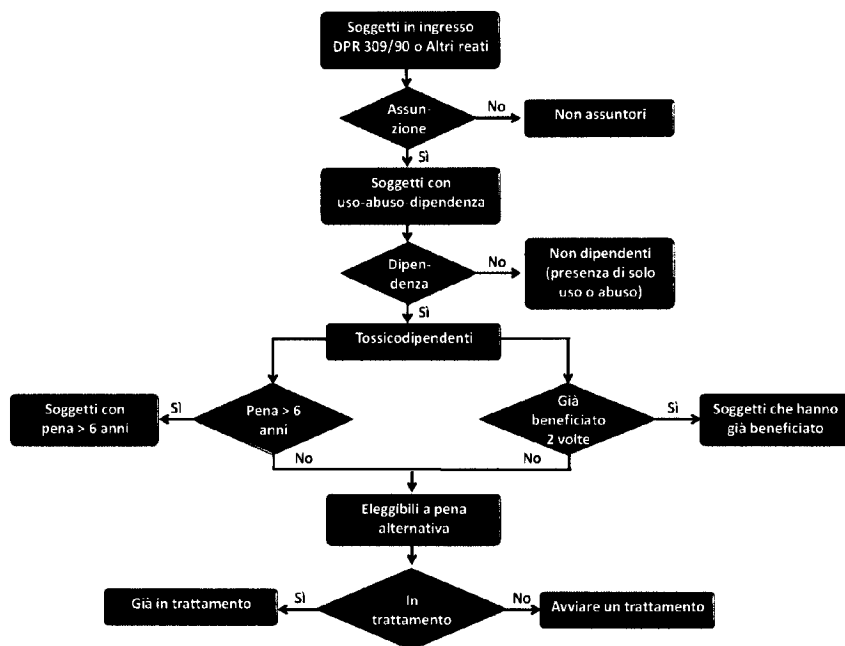 Soggetti in ingresso
DPR 309/90 o Altri reati
Assun-
zione
No
Non assuntori
Sì
Soggetti con
uso-abuso-dipendenza
Dipen-
denza
No
Non dipendenti
(presenza di solo
uso o abuso)
Sì
Tossicodipendenti
Soggetti con
pena > 6 anni
Sì
Pena > 6
anni
No
Già
beneficiato
2 volte
No
Sì
Soggetti che hanno
già beneficiato
Eleggibili a pena
alternativa
Già in trattamento
Sì
In
trattamento
No
Avviare un trattamento